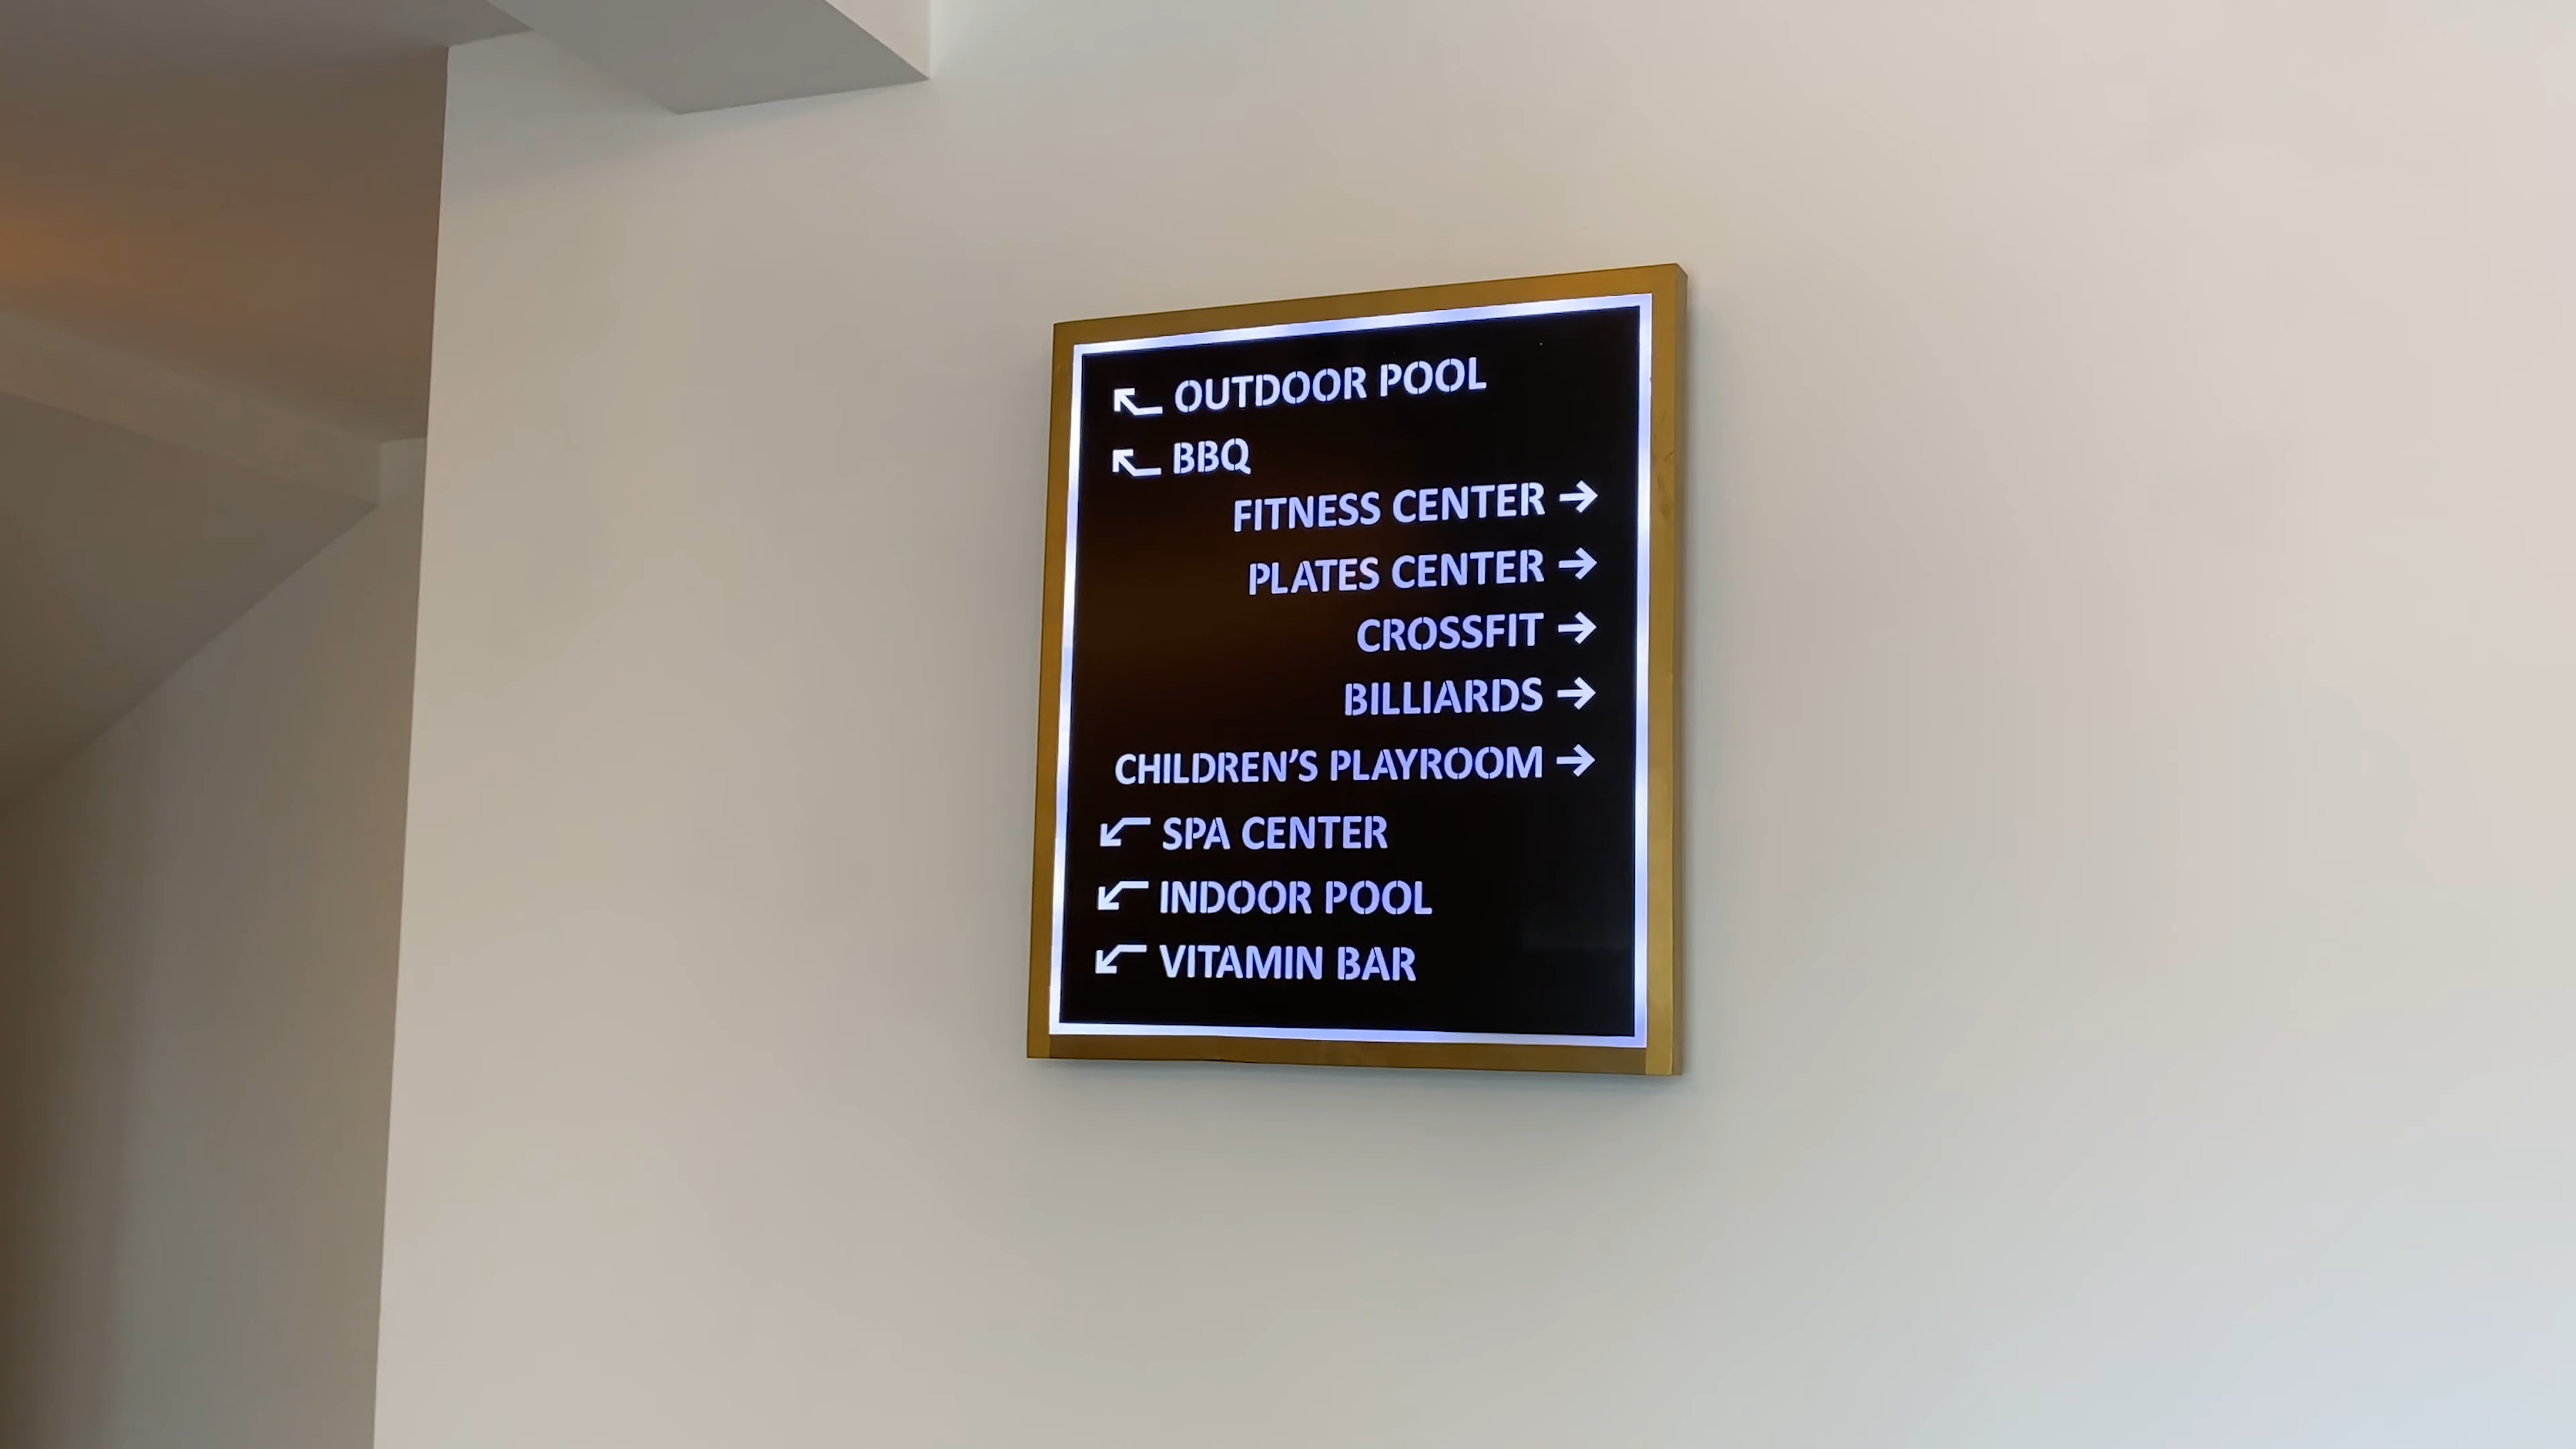 ↖ OUTDOOR POOL
↖ BBQ
FITNESS CENTER →
PLATES CENTER →
CROSSFIT →
BILLIARDS →
CHILDREN’S PLAYROOM →
↙ SPA CENTER
↙ INDOOR POOL
↙ VITAMIN BAR